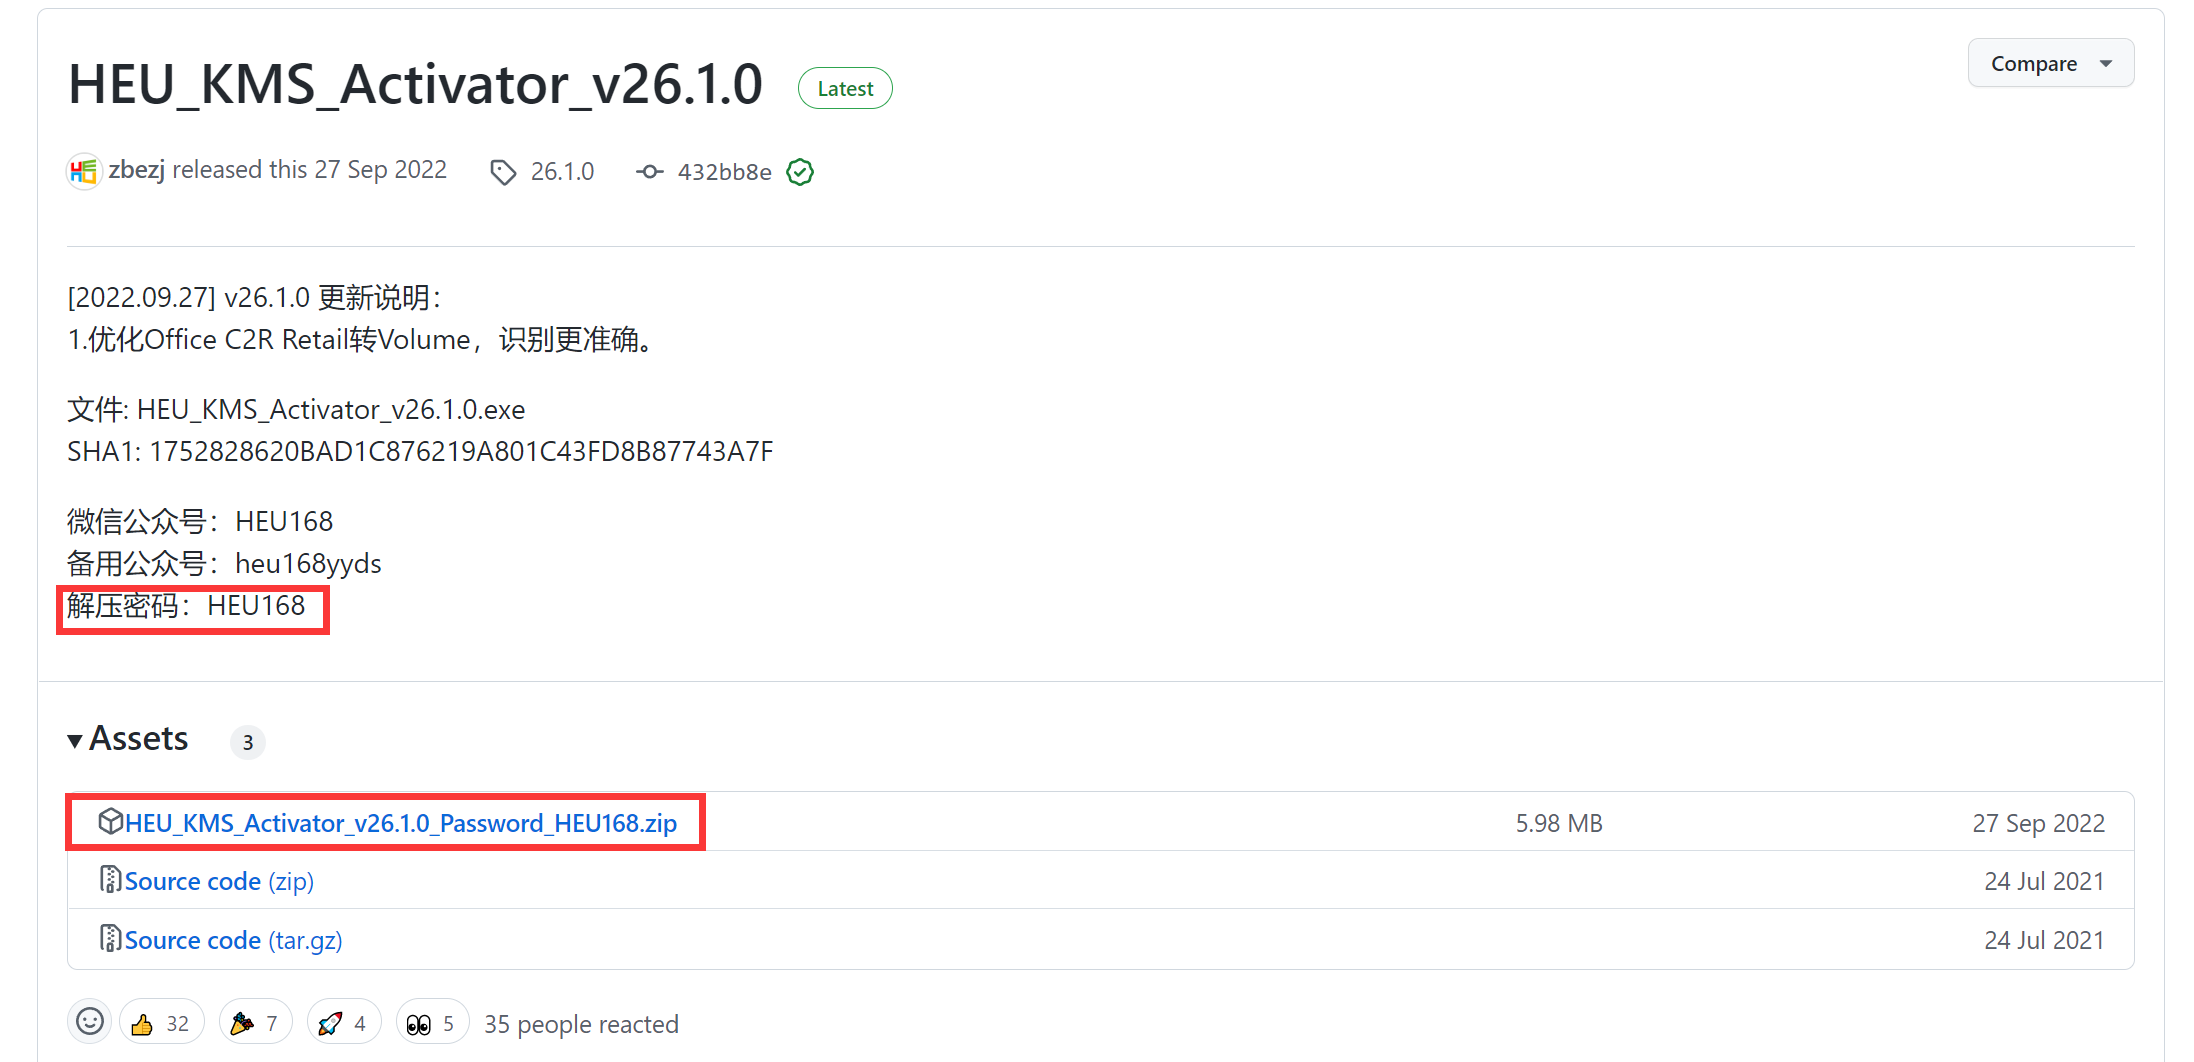 HEU_KMS_Activator_v26.1.0 Latest Compare
HEU zbezj released this 27 Sep 2022 26.1.0 432bb8e
[2022.09.27] v26.1.0 更新说明：
1.优化Office C2R Retail转Volume，识别更准确。
文件: HEU_KMS_Activator_v26.1.0.exe
SHA1: 1752828620BAD1C876219A801C43FD8B87743A7F
微信公众号：HEU168
备用公众号：heu168yyds
解压密码：HEU168
Assets 3
HEU_KMS_Activator_v26.1.0_Password_HEU168.zip 5.98 MB 27 Sep 2022
Source code (zip) 24 Jul 2021
Source code (tar.gz) 24 Jul 2021
32 7 4 5 35 people reacted